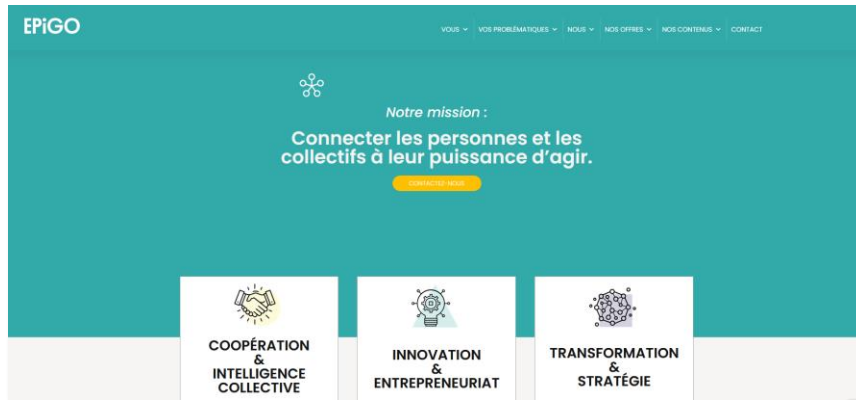 EPiGO
VOUS VOS PROBLÉMATIQUES NOUS NOS OFFRES NOS CONTENUS CONTACT
Notre mission :
Connecter les personnes et les
collectifs à leur puissance d'agir.
CONTACTEZ-NOUS
COOPÉRATION
&
INTELLIGENCE
COLLECTIVE
INNOVATION
&
ENTREPRENEURIAT
TRANSFORMATION
&
STRATÉGIE